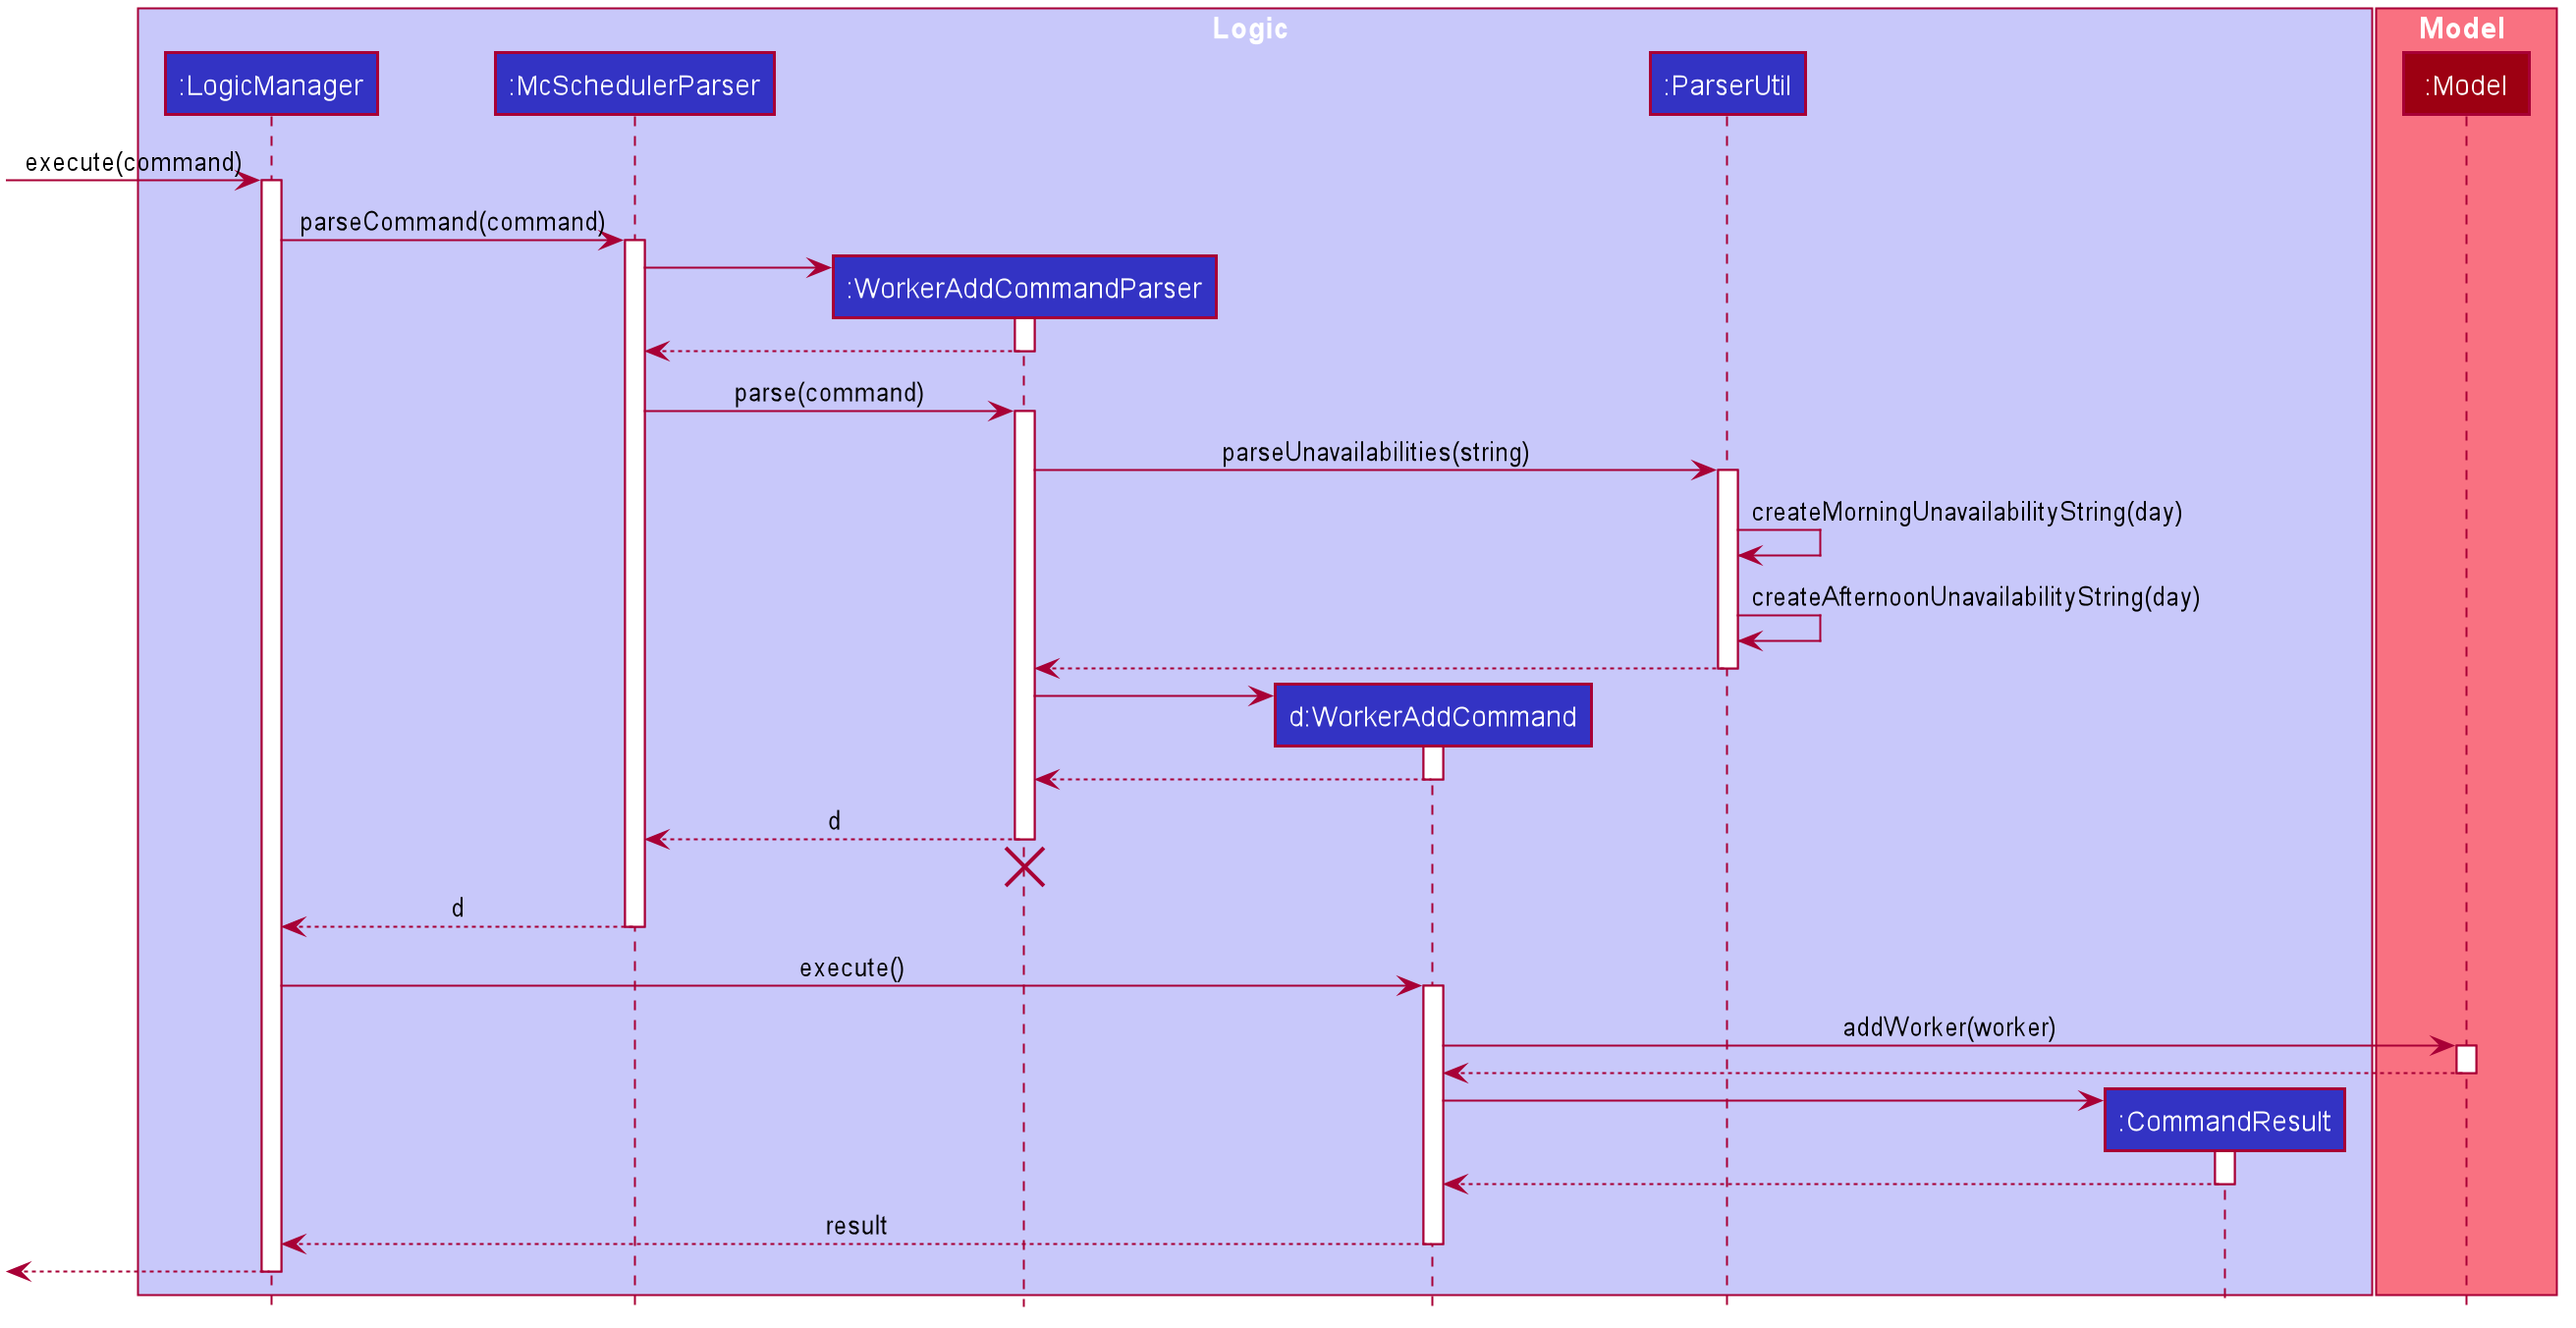 Logic
Model
:LogicManager
:McSchedulerParser
:ParserUtil
:Model
execute(command)
parseCommand(command)
:WorkerAddCommandParser
parse(command)
parseUnavailabilities(string)
createMorningUnavailabilityString(day)
createAfternoonUnavailabilityString(day)
d:WorkerAddCommand
d
d
execute()
addWorker(worker)
:CommandResult
result